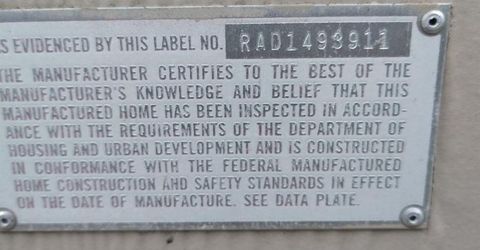 AS EVIDENCED BY THIS LABEL NO. RAD1493911
THE MANUFACTURER CERTIFIES TO THE BEST OF THE
MANUFACTURER'S KNOWLEDGE AND BELIEF THAT THIS
MANUFACTURED HOME HAS BEEN INSPECTED IN ACCORD-
ANCE WITH THE REQUIREMENTS OF THE DEPARTMENT OF
HOUSING AND URBAN DEVELOPMENT AND IS CONSTRUCTED
IN CONFORMANCE WITH THE FEDERAL MANUFACTURED
HOME CONSTRUCTION AND SAFETY STANDARDS IN EFFECT
ON THE DATE OF MANUFACTURE. SEE DATA PLATE.